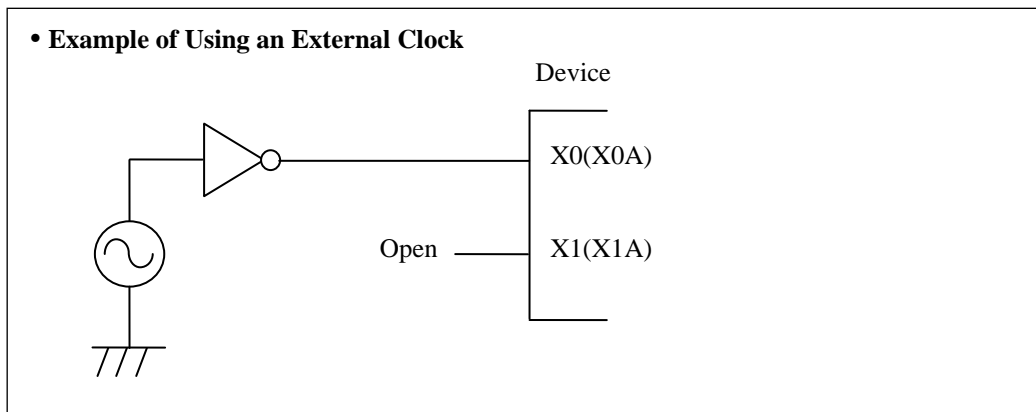 • Example of Using an External Clock
Device
X0(X0A)
Open
X1(X1A)